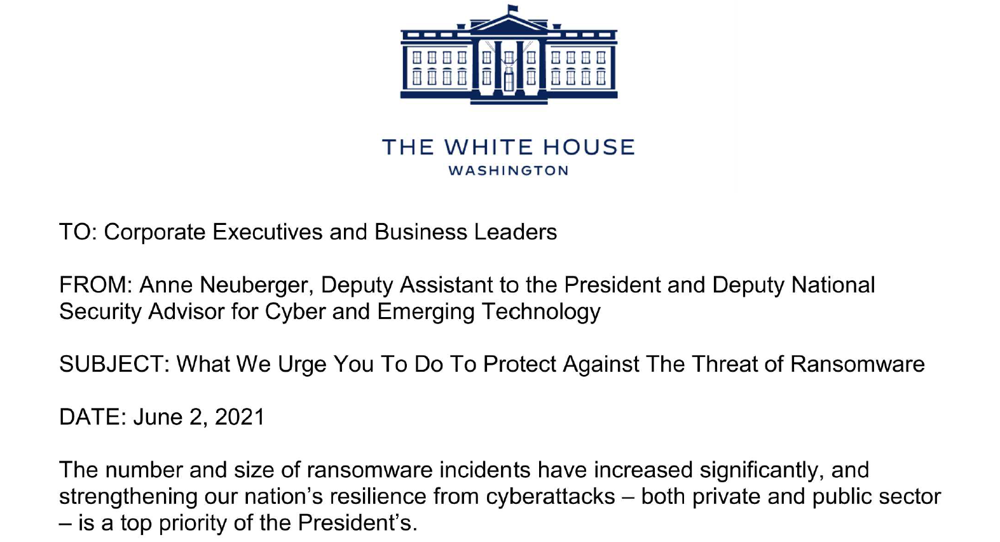 THE WHITE HOUSE
WASHINGTON
TO: Corporate Executives and Business Leaders
FROM: Anne Neuberger, Deputy Assistant to the President and Deputy National
Security Advisor for Cyber and Emerging Technology
SUBJECT: What We Urge You To Do To Protect Against The Threat of Ransomware
DATE: June 2, 2021
The number and size of ransomware incidents have increased significantly, and
strengthening our nation’s resilience from cyberattacks – both private and public sector
– is a top priority of the President’s.